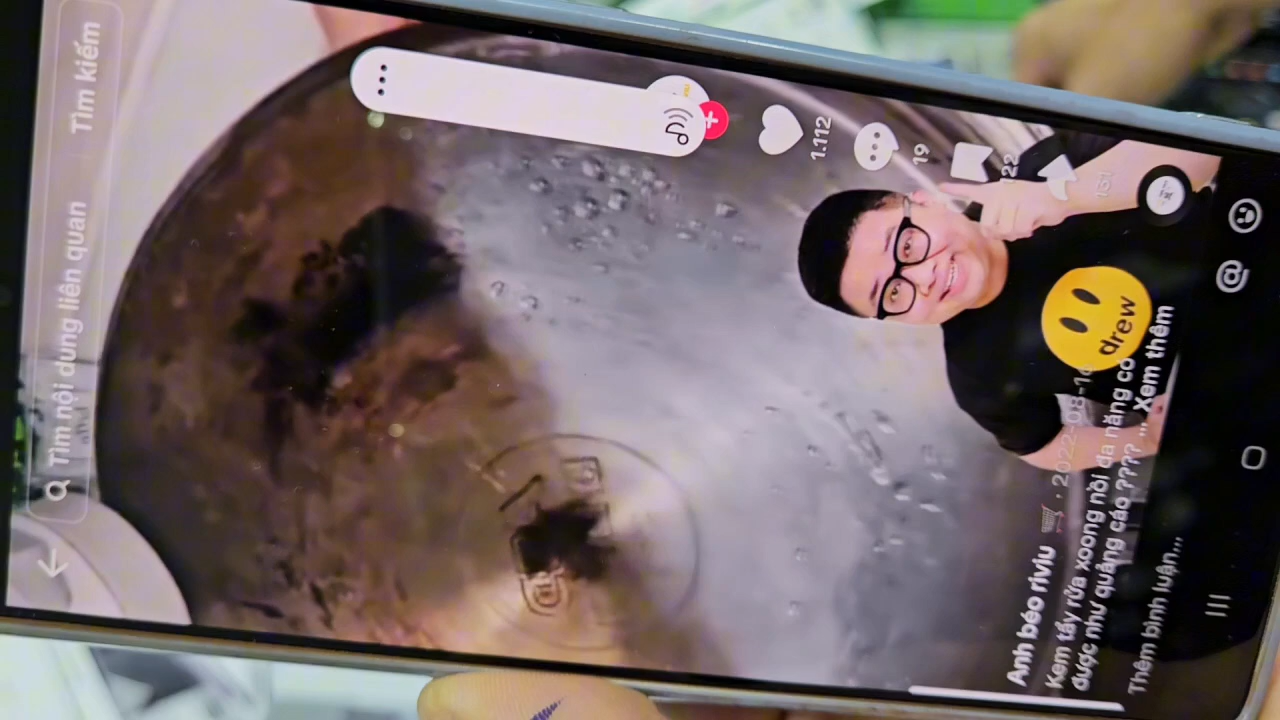 Tìm nội dung liên quan
Tìm kiếm
1.112
19
122
drew
Anh béo riviu
Kem tẩy rửa xoong nồi đa năng có
được như quảng cáo ???? ... Xem thêm
Thêm bình luận...
@